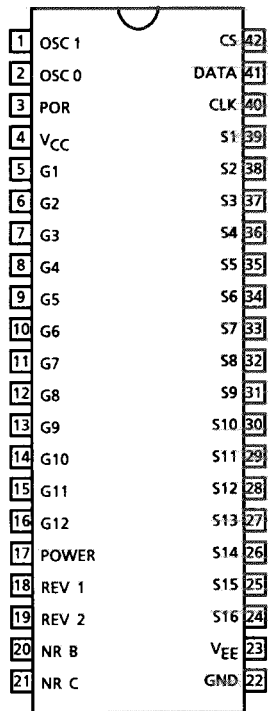 1 OSC 1 CS 42
2 OSC 0 DATA 41
3 POR CLK 40
4 VCC S1 39
5 G1 S2 38
6 G2 S3 37
7 G3 S4 36
8 G4 S5 35
9 G5 S6 34
10 G6 S7 33
11 G7 S8 32
12 G8 S9 31
13 G9 S10 30
14 G10 S11 29
15 G11 S12 28
16 G12 S13 27
17 POWER S14 26
18 REV 1 S15 25
19 REV 2 S16 24
20 NR B VEE 23
21 NR C GND 22